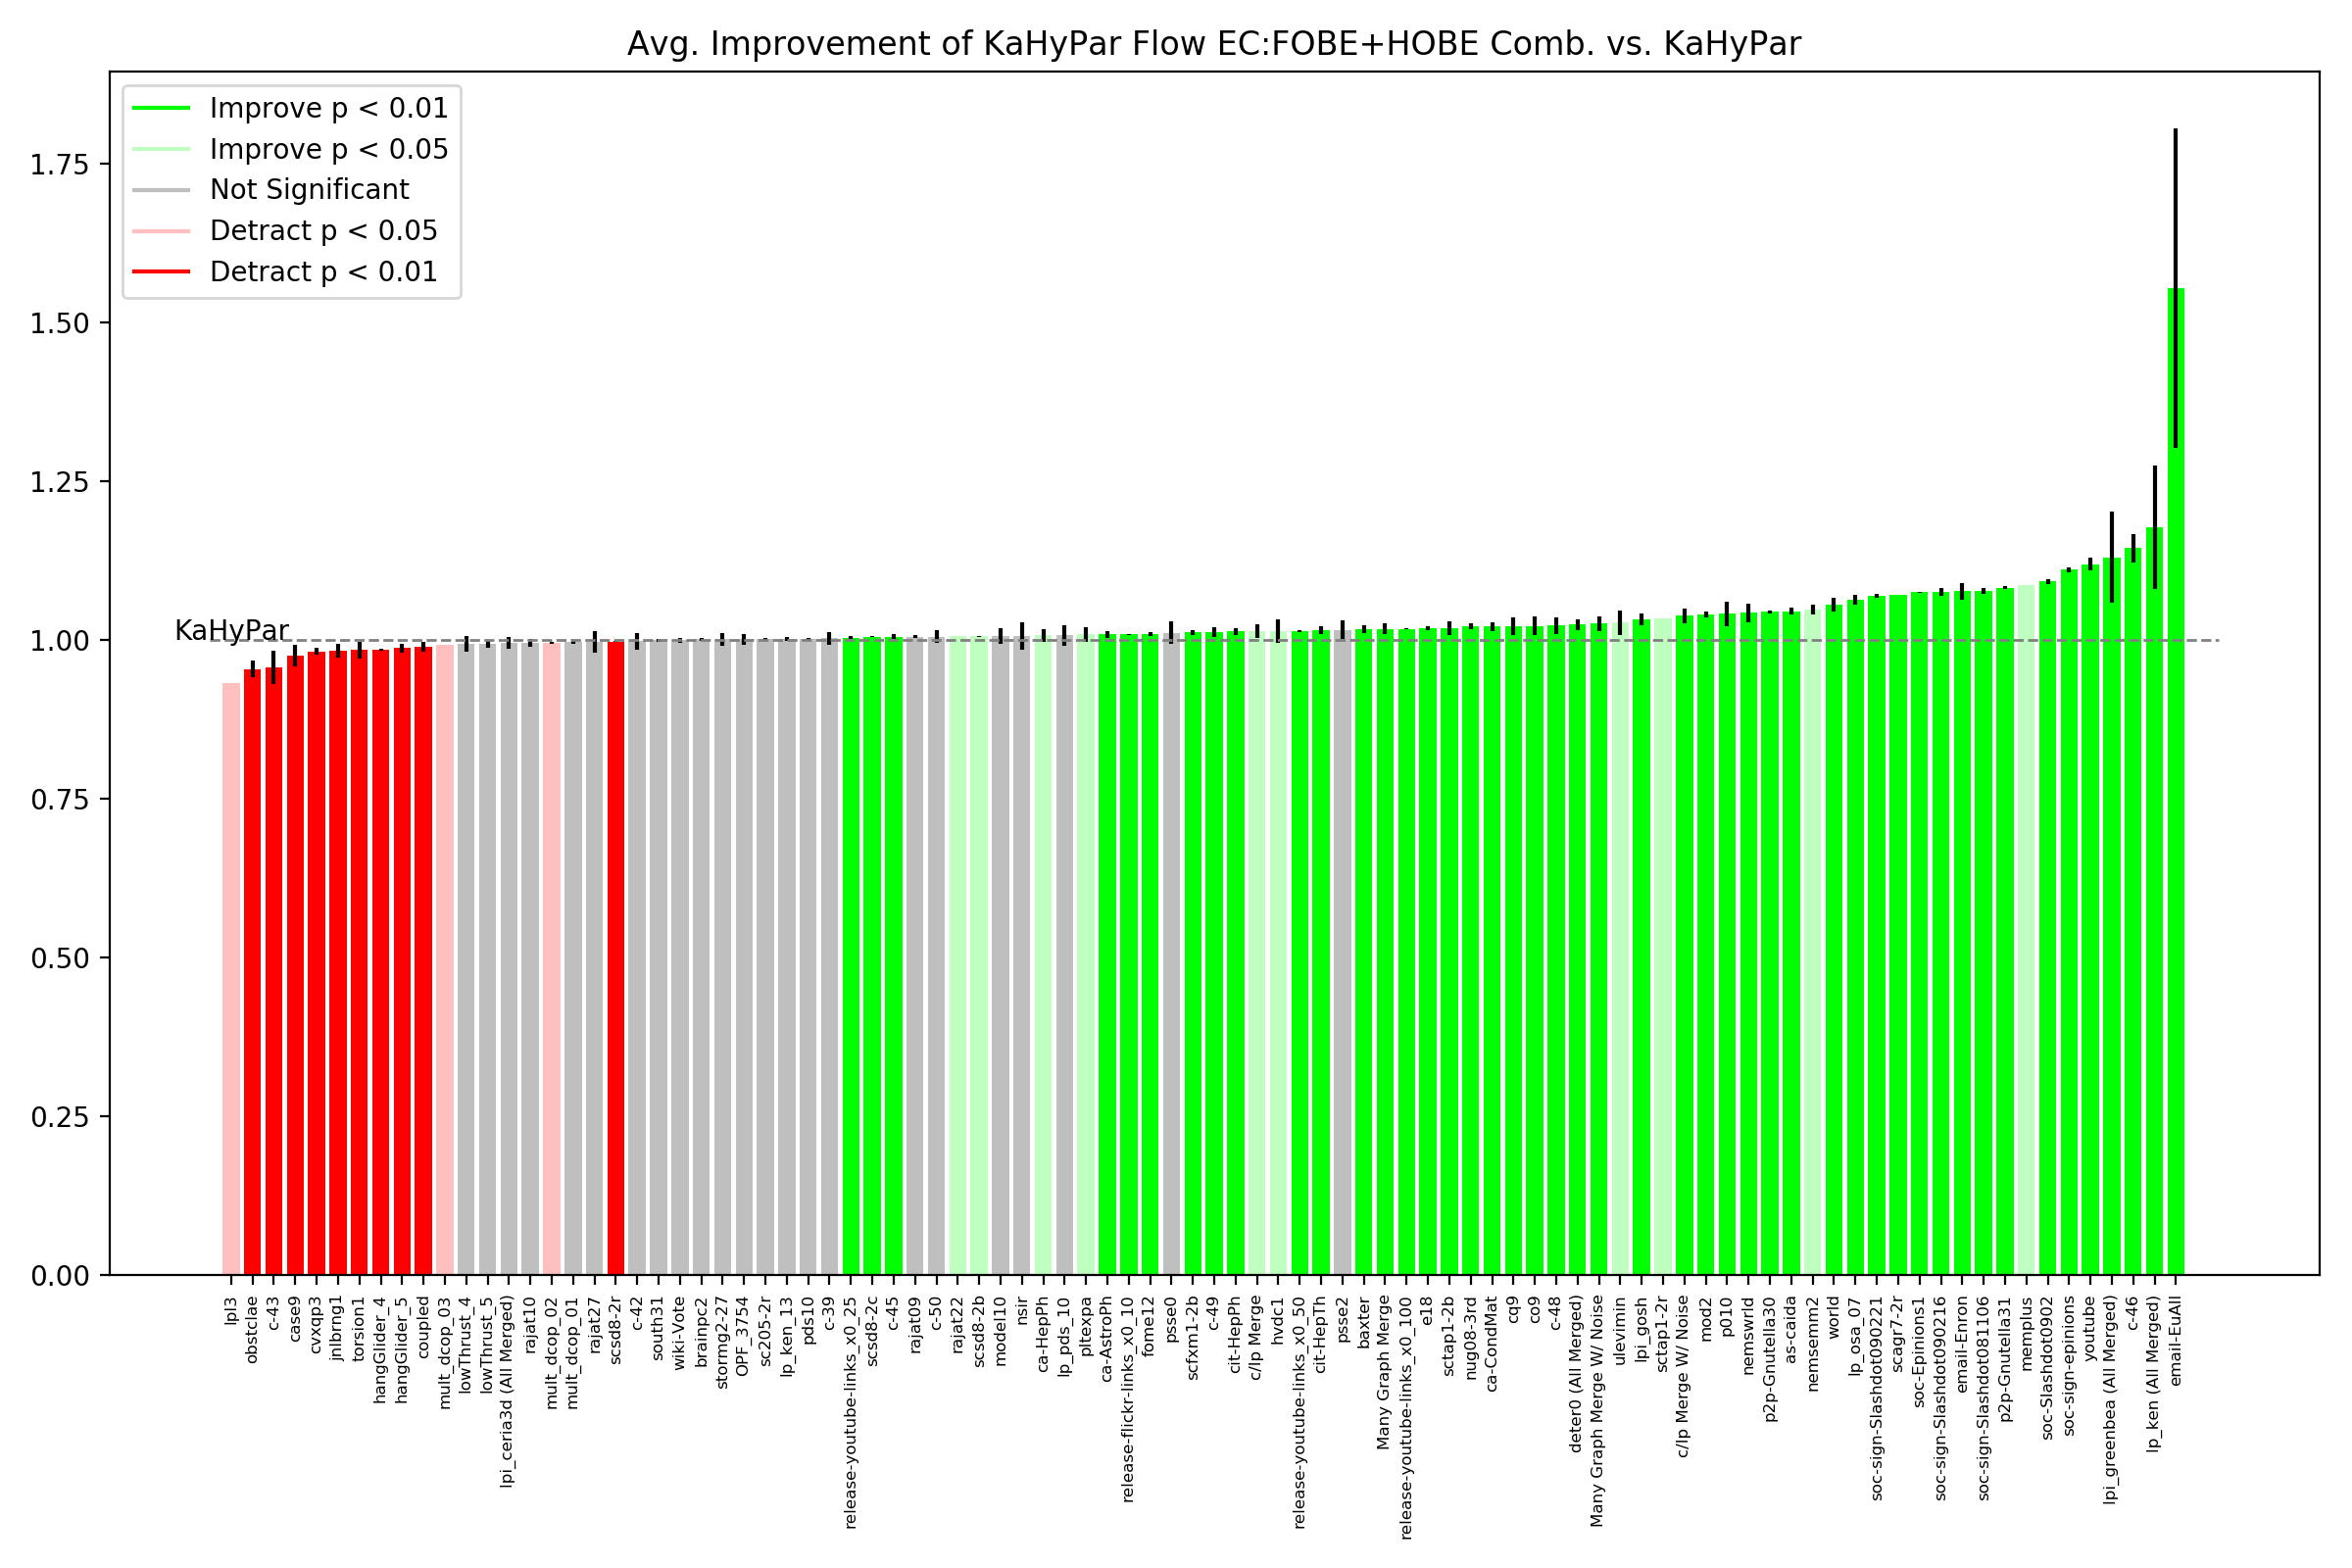 Avg. Improvement of KaHyPar Flow EC:FOBE+HOBE Comb. vs. KaHyPar
Improve p < 0.01
Improve p < 0.05
Not Significant
Detract p < 0.05
Detract p < 0.01
1.75
1.50
1.25
1.00
0.75
0.50
0.25
0.00
KaHyPar
lpl3
obstclae
c-43
case9
cvxqp3
jnlbrng1
torsion1
hangGlider_4
hangGlider_5
coupled
mult_dcop_03
lowThrust_4
lowThrust_5
lpi_ceria3d (All Merged)
rajat10
mult_dcop_02
mult_dcop_01
rajat27
scsd8-2r
c-42
south31
wiki-Vote
brainpc2
stormg2-27
OPF_3754
sc205-2r
lp_ken_13
pds10
c-39
release-youtube-links_x0_25
scsd8-2c
c-45
rajat09
c-50
rajat22
scsd8-2b
model10
nsir
ca-HepPh
lp_pds_10
pltexpa
ca-AstroPh
release-flickr-links_x0_10
fome12
psse0
scfxm1-2b
c-49
cit-HepPh
c/lp Merge
hvdc1
release-youtube-links_x0_50
cit-HepTh
psse2
baxter
Many Graph Merge
release-youtube-links_x0_100
e18
sctap1-2b
nug08-3rd
ca-CondMat
cq9
co9
c-48
deter0 (All Merged)
Many Graph Merge W/ Noise
ulevimin
lpi_gosh
sctap1-2r
c/lp Merge W/ Noise
mod2
p010
nemswrld
p2p-Gnutella30
as-caida
nemsemm2
world
lp_osa_07
soc-sign-Slashdot090221
scagr7-2r
soc-Epinions1
soc-sign-Slashdot090216
email-Enron
soc-sign-Slashdot081106
p2p-Gnutella31
memplus
soc-Slashdot0902
soc-sign-epinions
youtube
lpi_greenbea (All Merged)
c-46
lp_ken (All Merged)
email-EuAll